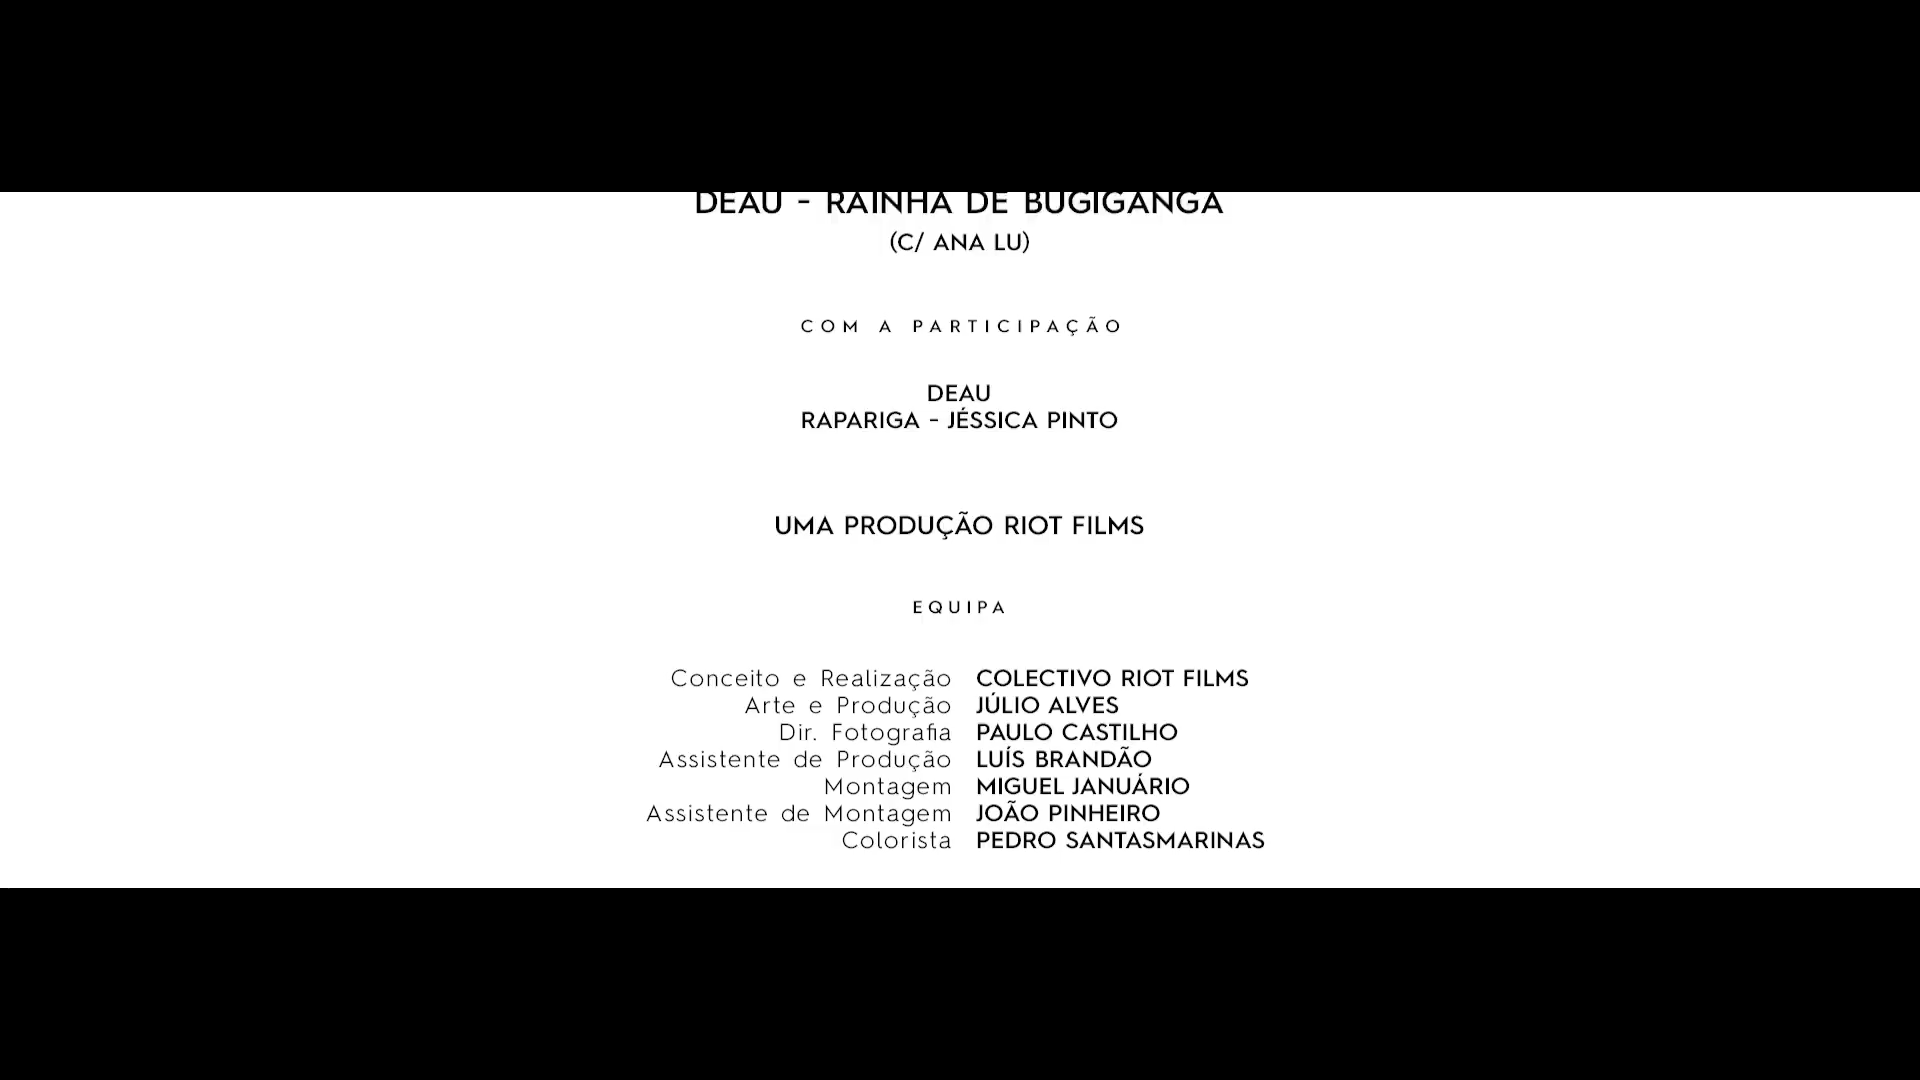 DEAU - RAINHA DE BUGIGANGA
(C/ ANA LU)
COM A PARTICIPAÇÃO
DEAU
RAPARIGA - JÉSSICA PINTO
UMA PRODUÇÃO RIOT FILMS
EQUIPA
Conceito e Realização COLECTIVO RIOT FILMS
Arte e Produção JÚLIO ALVES
Dir. Fotografia PAULO CASTILHO
Assistente de Produção LUÍS BRANDÃO
Montagem MIGUEL JANUÁRIO
Assistente de Montagem JOÃO PINHEIRO
Colorista PEDRO SANTASMARINAS